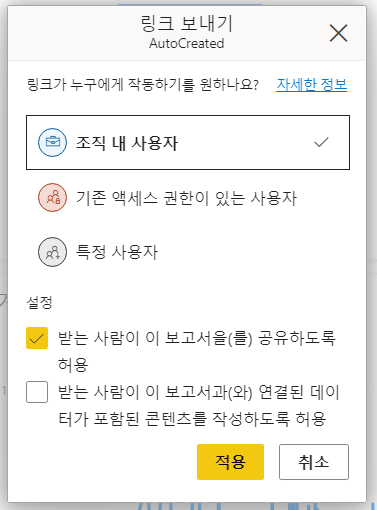 링크 보내기
AutoCreated
링크가 누구에게 작동하기를 원하나요? 자세한 정보
조직 내 사용자
기존 액세스 권한이 있는 사용자
특정 사용자
설정
받는 사람이 이 보고서을(를) 공유하도록
허용
받는 사람이 이 보고서과(와) 연결된 데이
터가 포함된 콘텐츠를 작성하도록 허용
적용 취소